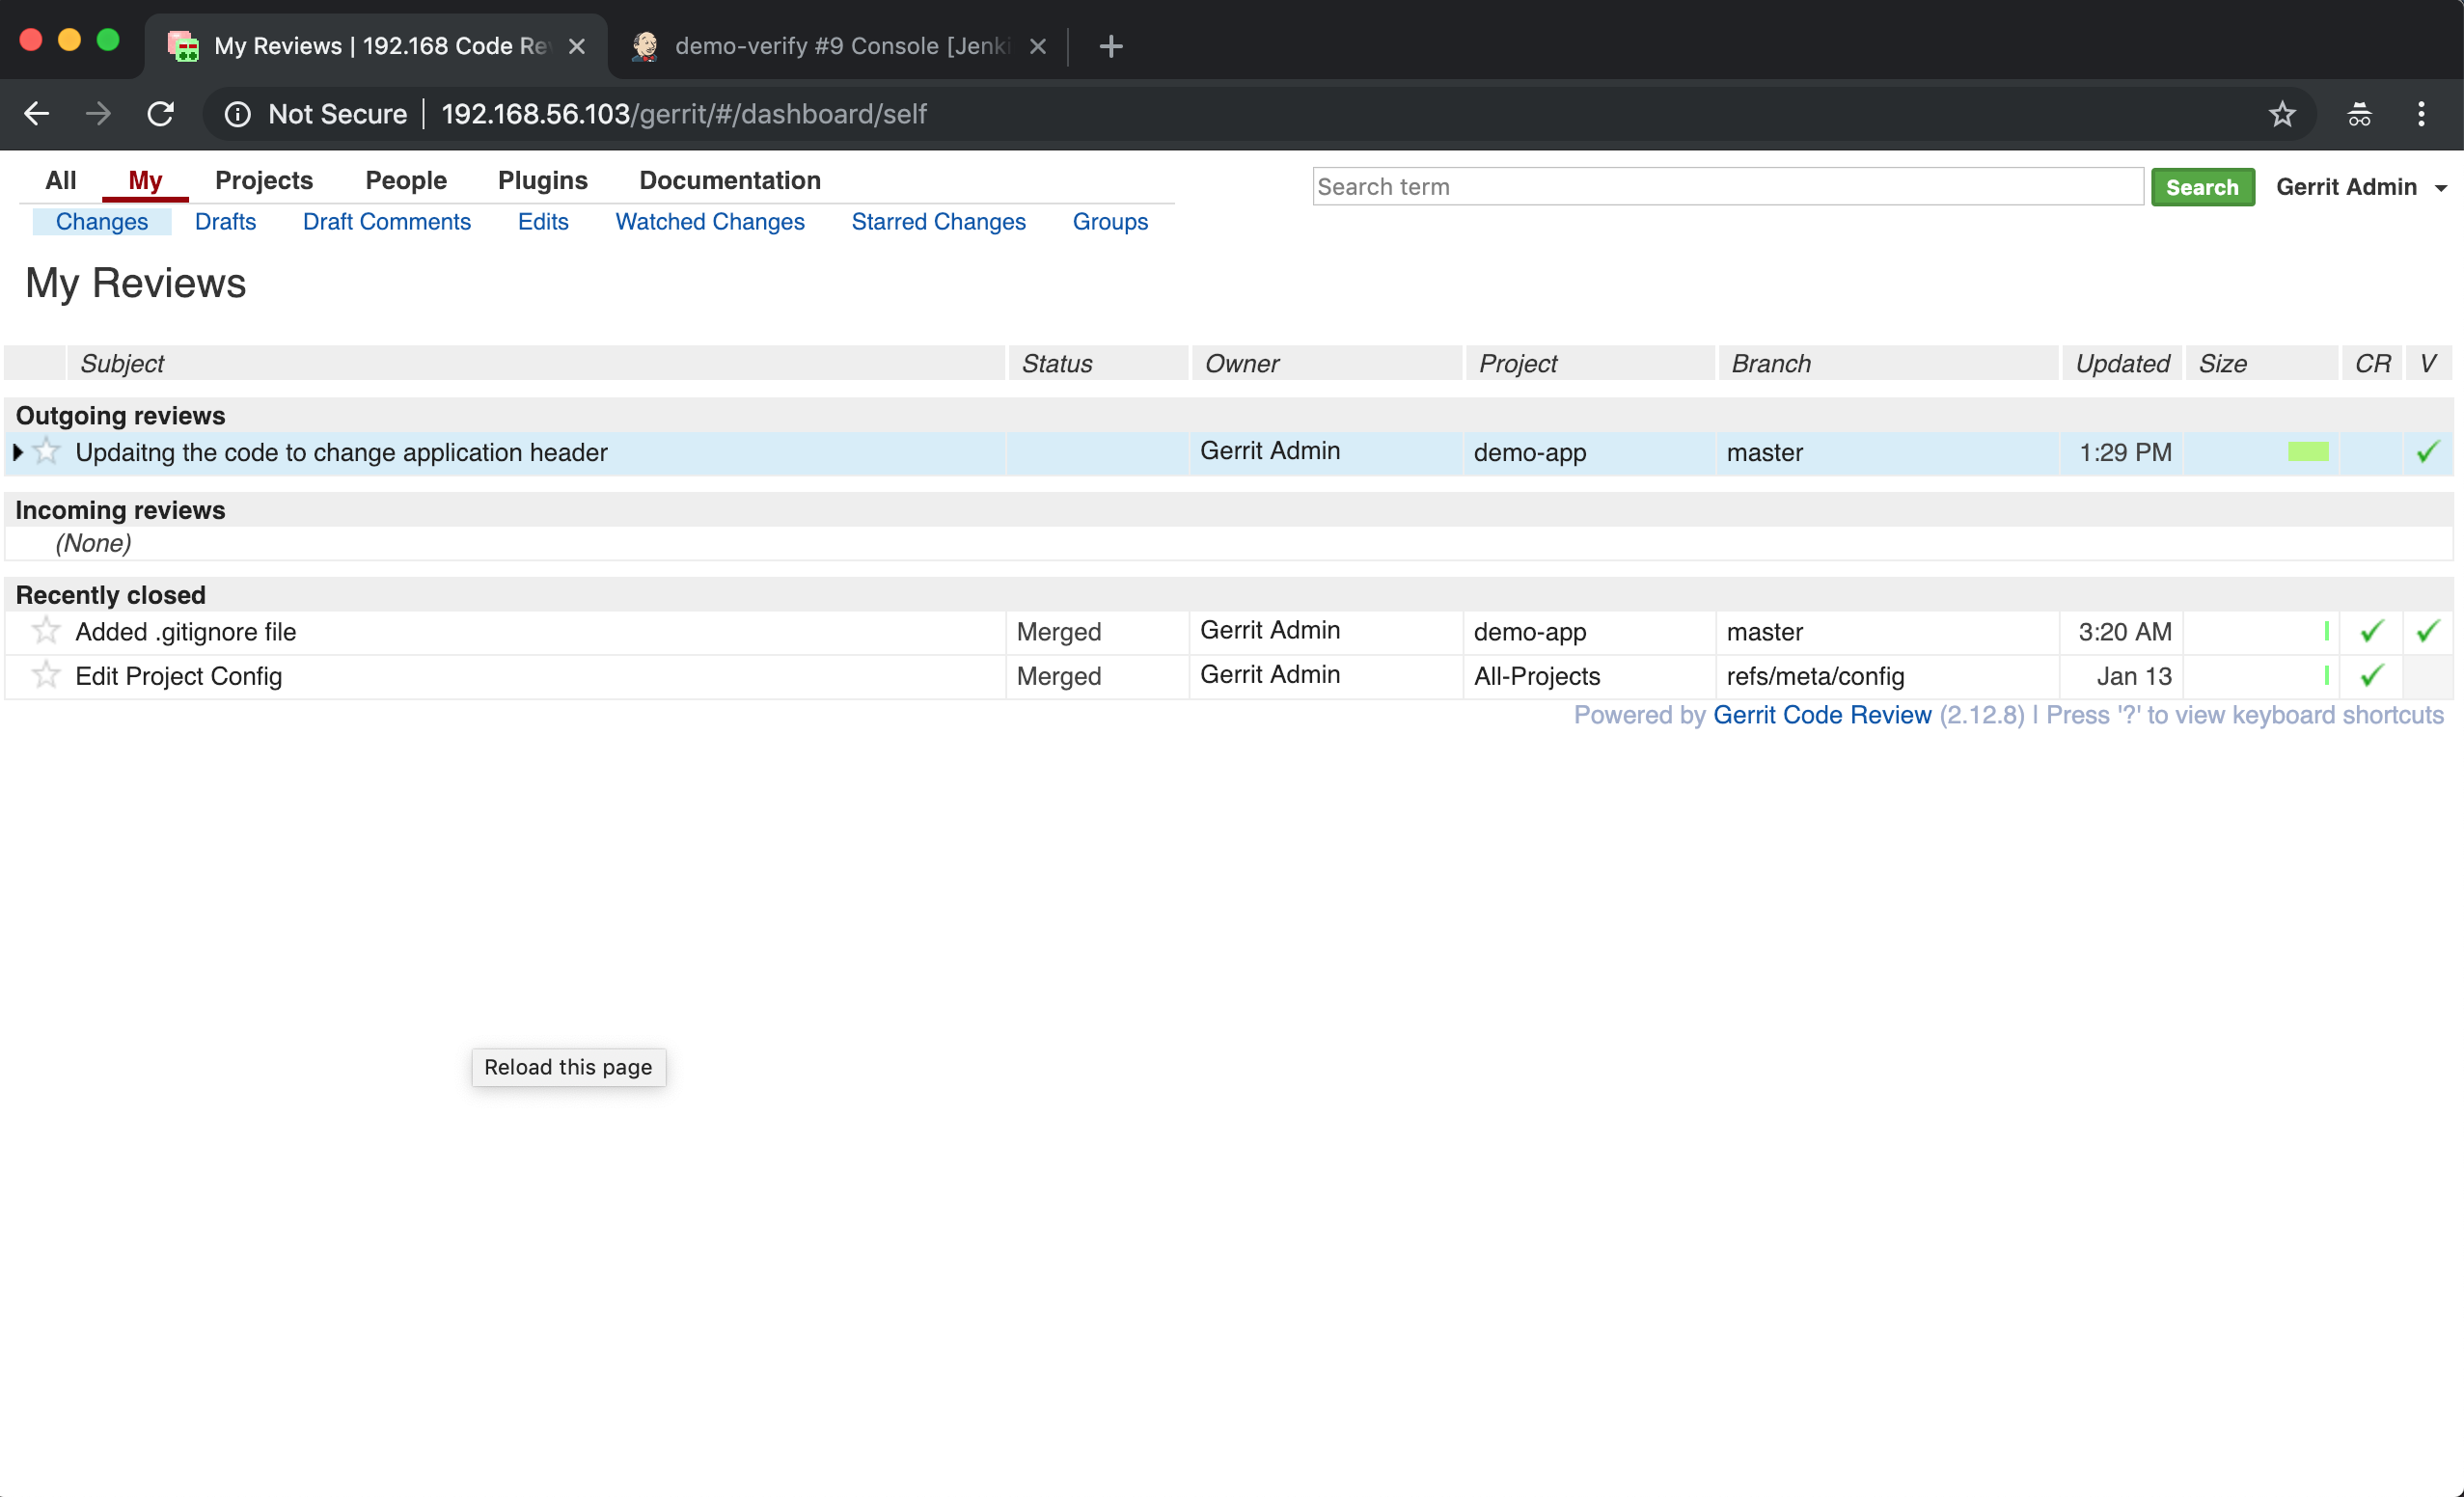 My Reviews | 192.168 Code Re
demo-verify #9 Console [Jenki
Not Secure 192.168.56.103/gerrit/#/dashboard/self
All My Projects People Plugins Documentation
Search term Search Gerrit Admin
Changes Drafts Draft Comments Edits Watched Changes Starred Changes Groups
My Reviews
Subject Status Owner Project Branch Updated Size CR V
Outgoing reviews
Updaitng the code to change application header Gerrit Admin demo-app master 1:29 PM
Incoming reviews
(None)
Recently closed
Added .gitignore file Merged Gerrit Admin demo-app master 3:20 AM
Edit Project Config Merged Gerrit Admin All-Projects refs/meta/config Jan 13
Powered by Gerrit Code Review (2.12.8) | Press '?' to view keyboard shortcuts
Reload this page